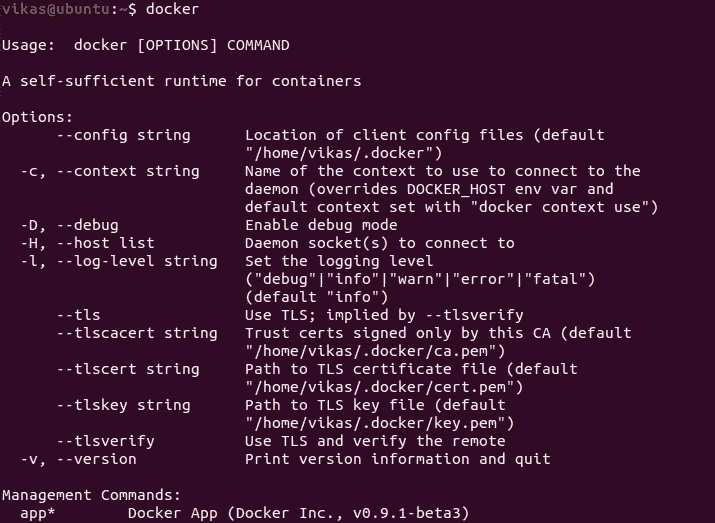 vikas@ubuntu:~$ docker
Usage:  docker [OPTIONS] COMMAND
A self-sufficient runtime for containers
Options:
      --config string      Location of client config files (default
                           "/home/vikas/.docker")
  -c, --context string     Name of the context to use to connect to the
                           daemon (overrides DOCKER_HOST env var and
                           default context set with "docker context use")
  -D, --debug              Enable debug mode
  -H, --host list          Daemon socket(s) to connect to
  -l, --log-level string   Set the logging level
                           ("debug"|"info"|"warn"|"error"|"fatal")
                           (default "info")
      --tls                Use TLS; implied by --tlsverify
      --tlscacert string   Trust certs signed only by this CA (default
                           "/home/vikas/.docker/ca.pem")
      --tlscert string     Path to TLS certificate file (default
                           "/home/vikas/.docker/cert.pem")
      --tlskey string      Path to TLS key file (default
                           "/home/vikas/.docker/key.pem")
      --tlsverify          Use TLS and verify the remote
  -v, --version            Print version information and quit
Management Commands:
  app*        Docker App (Docker Inc., v0.9.1-beta3)